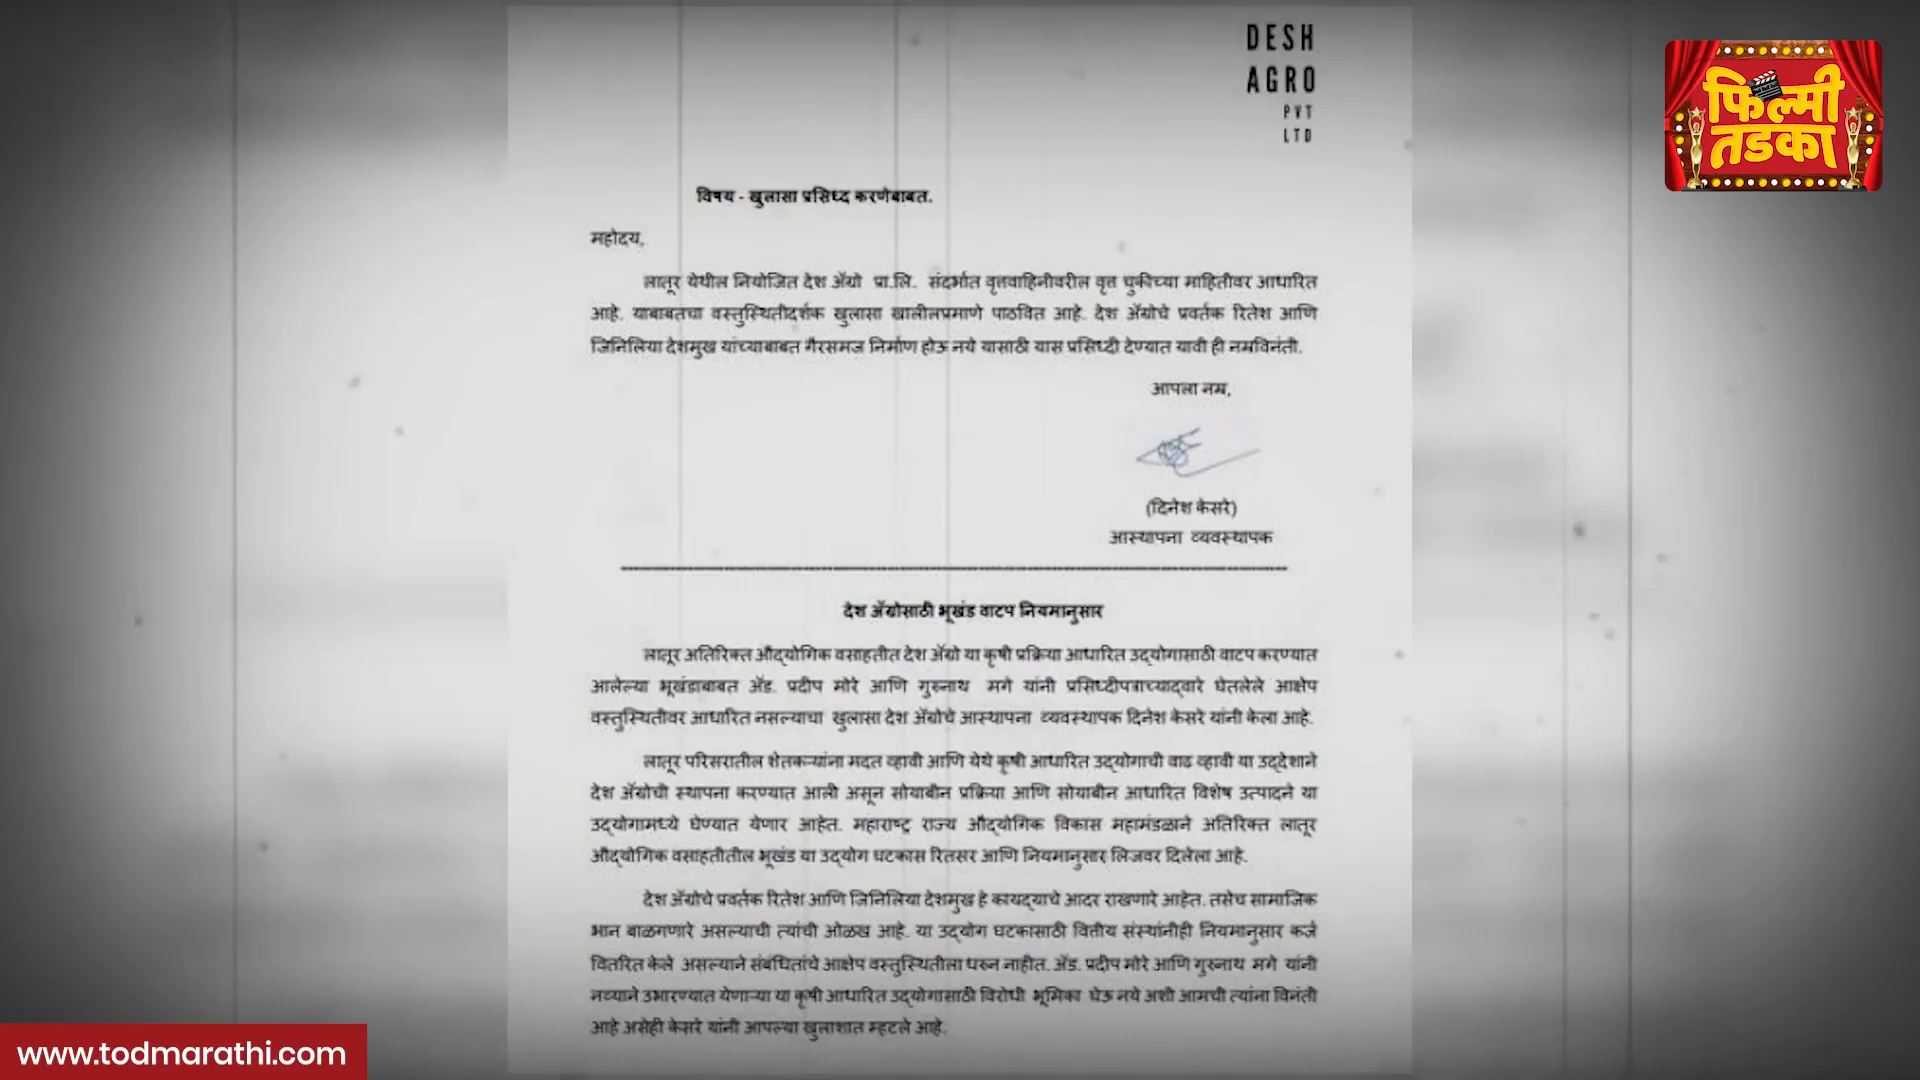 DESH
AGRO
PVT
LTD
फिल्मी
तडका
विषय - खुलासा प्रसिध्द करणेबाबत.
महोदय,
लातूर येथील नियोजित देश ॲग्रो प्रा.लि. संदर्भात वृत्तवाहिनीवरील वृत्त चुकीच्या माहितीवर आधारित
आहे. याबाबतचा वस्तुस्थितीदर्शक खुलासा खालीलप्रमाणे पाठवित आहे. देश ॲग्रोचे प्रवर्तक रितेश आणि
जिनिलिया देशमुख यांच्याबाबत गैरसमज निर्माण होऊ नये यासाठी यास प्रसिध्दी देण्यात यावी ही नम्रविनंती.
आपला नम्र,
(दिनेश केसरे)
आस्थापना व्यवस्थापक
देश ॲग्रोसाठी भूखंड वाटप नियमानुसार
लातूर अतिरिक्त औद्योगिक वसाहतीत देश ॲग्रो या कृषी प्रक्रिया आधारित उद्योगासाठी वाटप करण्यात
आलेल्या भूखंडाबाबत ॲड. प्रदीप मोरे आणि गुरुनाथ मगे यांनी प्रसिध्दीपत्राच्याद्वारे घेतलेले आक्षेप
वस्तुस्थितीवर आधारित नसल्याचा खुलासा देश ॲग्रोचे आस्थापना व्यवस्थापक दिनेश केसरे यांनी केला आहे.
लातूर परिसरातील शेतकऱ्यांना मदत व्हावी आणि येथे कृषी आधारित उद्योगाची वाढ व्हावी या उद्देशाने
देश ॲग्रोची स्थापना करण्यात आली असून सोयाबीन प्रक्रिया आणि सोयाबीन आधारित विशेष उत्पादने या
उद्योगामध्ये घेण्यात येणार आहेत. महाराष्ट्र राज्य औद्योगिक विकास महामंडळाने अतिरिक्त लातूर
औद्योगिक वसाहतीतील भूखंड या उद्योग घटकास रितसर आणि नियमानुसार लिजवर दिलेला आहे.
देश ॲग्रोचे प्रवर्तक रितेश आणि जिनिलिया देशमुख हे कायद्याचे आदर राखणारे आहेत. तसेच सामाजिक
भान बाळगणारे असल्याची त्यांची ओळख आहे. या उद्योग घटकासाठी वित्तीय संस्थांनीही नियमानुसार कर्ज
वितरित केले असल्याने संबंधितांचे आक्षेप वस्तुस्थितीला धरुन नाहीत. ॲड. प्रदीप मोरे आणि गुरुनाथ मगे यांनी
नव्याने उभारण्यात येणाऱ्या या कृषी आधारित उद्योगासाठी विरोधी भूमिका घेऊ नये अशी आमची त्यांना विनंती
आहे असेही केसरे यांनी आपल्या खुलाशात म्हटले आहे.
www.todmarathi.com